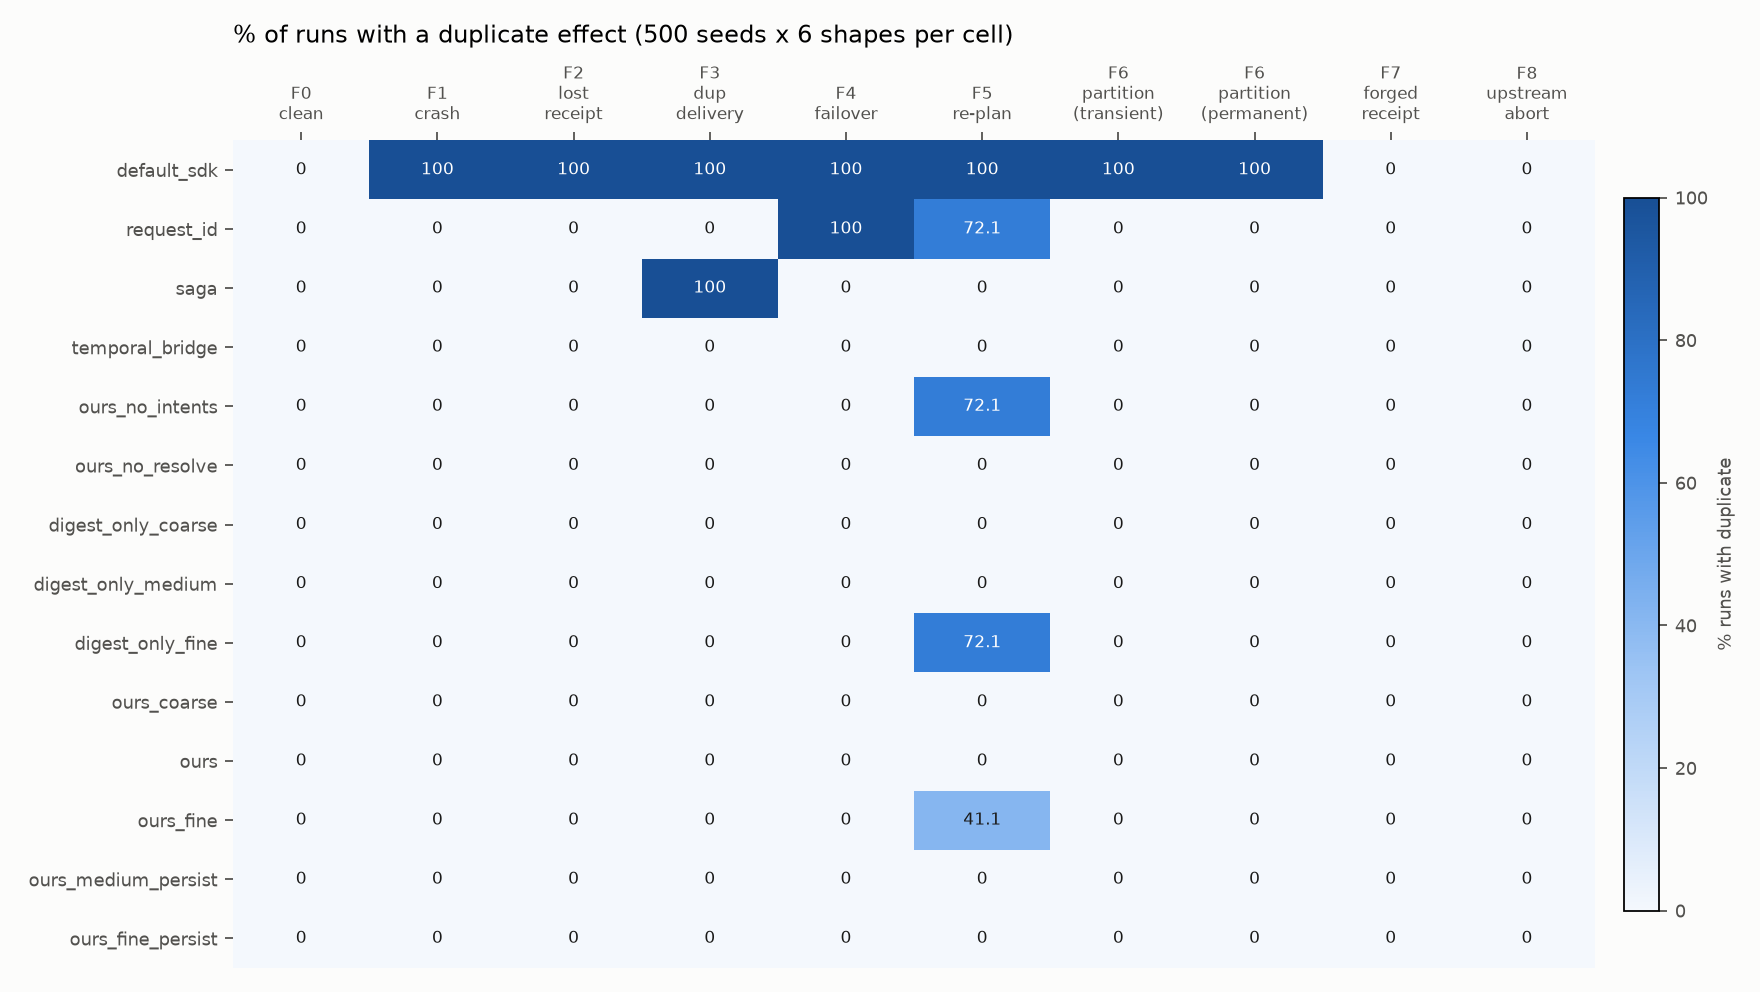 % of runs with a duplicate effect (500 seeds x 6 shapes per cell)
F0 clean
F1 crash
F2 lost receipt
F3 dup delivery
F4 failover
F5 re-plan
F6 partition (transient)
F6 partition (permanent)
F7 forged receipt
F8 upstream abort
default_sdk 0 100 100 100 100 100 100 100 0 0
request_id 0 0 0 0 100 72.1 0 0 0 0
saga 0 0 0 100 0 0 0 0 0 0
temporal_bridge 0 0 0 0 0 0 0 0 0 0
ours_no_intents 0 0 0 0 0 72.1 0 0 0 0
ours_no_resolve 0 0 0 0 0 0 0 0 0 0
digest_only_coarse 0 0 0 0 0 0 0 0 0 0
digest_only_medium 0 0 0 0 0 0 0 0 0 0
digest_only_fine 0 0 0 0 0 72.1 0 0 0 0
ours_coarse 0 0 0 0 0 0 0 0 0 0
ours 0 0 0 0 0 0 0 0 0 0
ours_fine 0 0 0 0 0 41.1 0 0 0 0
ours_medium_persist 0 0 0 0 0 0 0 0 0 0
ours_fine_persist 0 0 0 0 0 0 0 0 0 0
100
80
60
40
20
0
% runs with duplicate